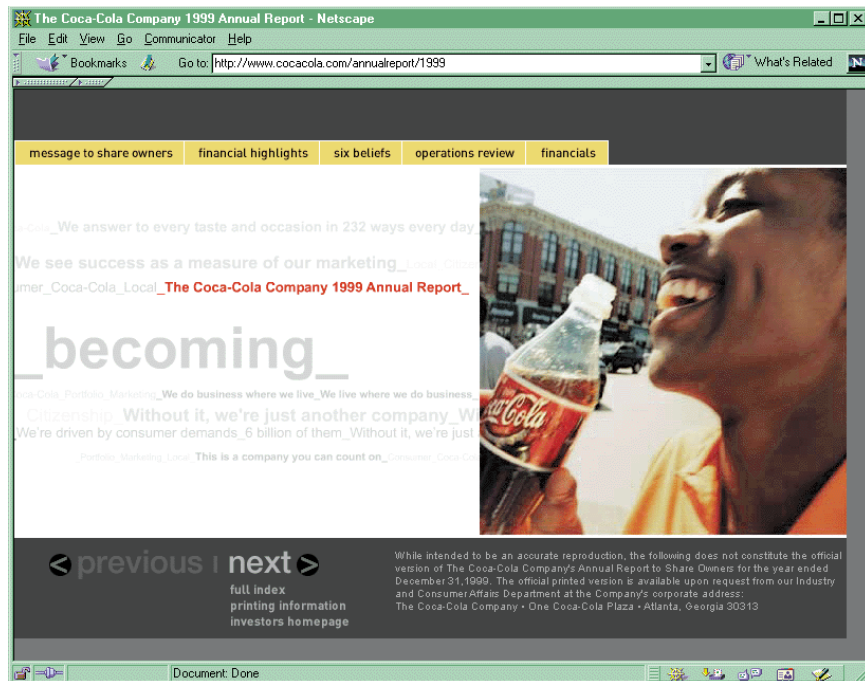 The Coca-Cola Company 1999 Annual Report - Netscape
File Edit View Go Communicator Help
Bookmarks Go to: http://www.cocacola.com/annualreport/1999 What's Related N
message to share owners financial highlights six beliefs operations review financials
a-Cola_We answer to every taste and occasion in 232 ways every day_
We see success as a measure of our marketing_Local_Citizen
umer_Coca-Cola_Local_The Coca-Cola Company 1999 Annual Report_
_becoming_
oca-Cola_Portfolio_Marketing_We do business where we live_We live where we do business_
Citizenship_Without it, we're just another company_W
_We're driven by consumer demands_6 billion of them_Without it, we're just
_Portfolio_Marketing_Local_This is a company you can count on_Consumer_Coca-Co
ca-Cola
< previous | next >
full index
printing information
investors homepage
While intended to be an accurate reproduction, the following does not constitute the official
version of The Coca-Cola Company's Annual Report to Share Owners for the year ended
December 31,1999. The official printed version is available upon request from our Industry
and Consumer Affairs Department at the Company's corporate address:
The Coca-Cola Company • One Coca-Cola Plaza • Atlanta, Georgia 30313
Document: Done